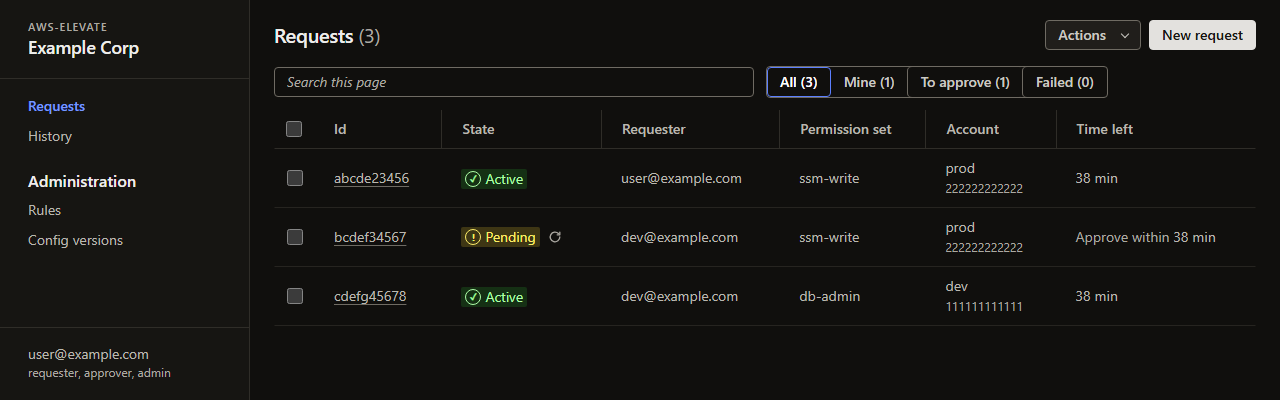 AWS-ELEVATE
Example Corp
Requests
History
Administration
Rules
Config versions
user@example.com
requester, approver, admin
Requests (3)
Actions
New request
Search this page
All (3) Mine (1) To approve (1) Failed (0)
Id State Requester Permission set Account Time left
abcde23456 Active user@example.com ssm-write prod 38 min
222222222222
bcdef34567 Pending dev@example.com ssm-write prod Approve within 38 min
222222222222
cdefg45678 Active dev@example.com db-admin dev 38 min
111111111111